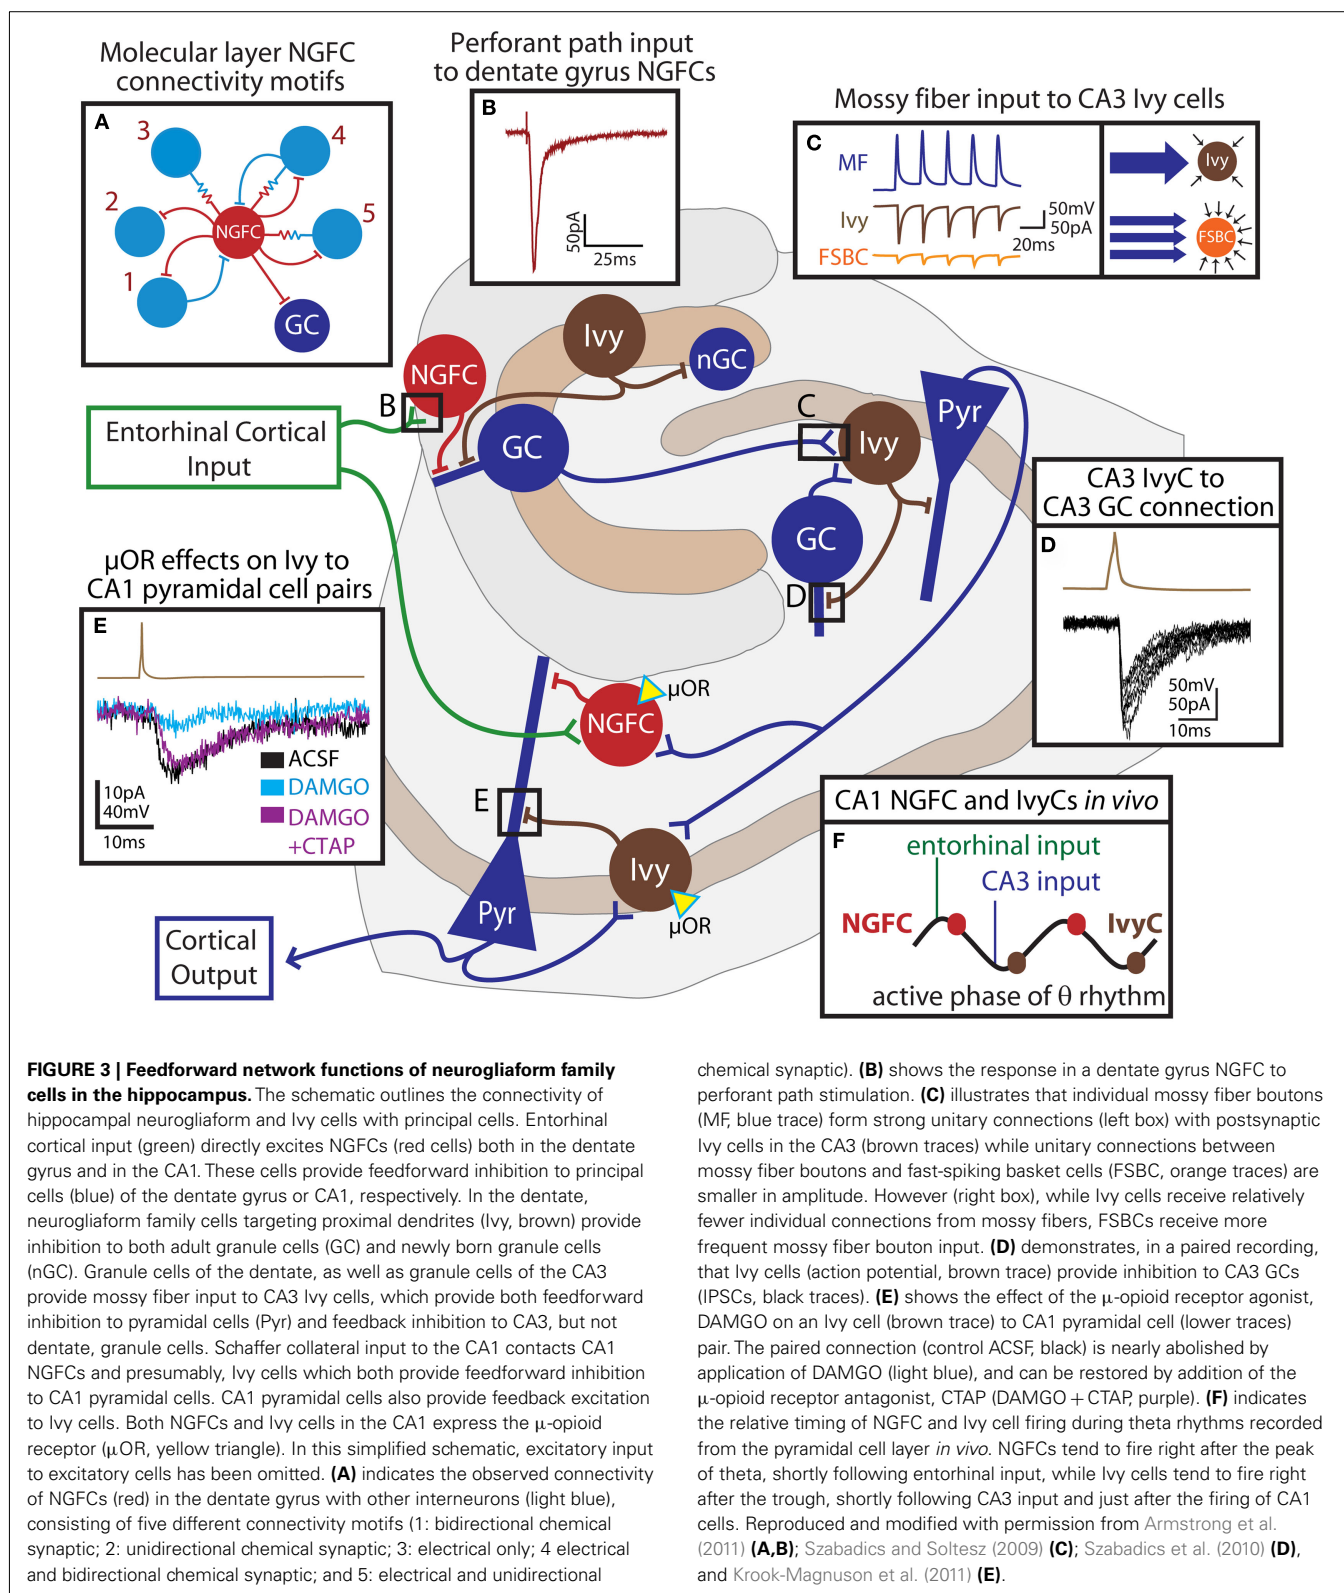 Molecular layer NGFC
connectivity motifs
A
3
4
2
NGFC
5
1
GC
Perforant path input
to dentate gyrus NGFCs
B
50pA
25ms
Mossy fiber input to CA3 Ivy cells
C
MF
Ivy
FSBC
50mV
50pA
20ms
Ivy
FSBC
Ivy
nGC
NGFC
B
GC
C
Ivy
Pyr
GC
D
Entorhinal Cortical
Input
CA3 IvyC to
CA3 GC connection
D
50mV
50pA
10ms
μOR effects on Ivy to
CA1 pyramidal cell pairs
E
ACSF
DAMGO
DAMGO
+CTAP
10pA
40mV
10ms
μOR
NGFC
E
Ivy
μOR
Pyr
Cortical
Output
CA1 NGFC and IvyCs in vivo
F
entorhinal input
CA3 input
NGFC
IvyC
active phase of θ rhythm
FIGURE 3 | Feedforward network functions of neurogliaform family
cells in the hippocampus. The schematic outlines the connectivity of
hippocampal neurogliaform and Ivy cells with principal cells. Entorhinal
cortical input (green) directly excites NGFCs (red cells) both in the dentate
gyrus and in the CA1. These cells provide feedforward inhibition to principal
cells (blue) of the dentate gyrus or CA1, respectively. In the dentate,
neurogliaform family cells targeting proximal dendrites (Ivy, brown) provide
inhibition to both adult granule cells (GC) and newly born granule cells
(nGC). Granule cells of the dentate, as well as granule cells of the CA3
provide mossy fiber input to CA3 Ivy cells, which provide both feedforward
inhibition to pyramidal cells (Pyr) and feedback inhibition to CA3, but not
dentate, granule cells. Schaffer collateral input to the CA1 contacts CA1
NGFCs and presumably, Ivy cells which both provide feedforward inhibition
to CA1 pyramidal cells. CA1 pyramidal cells also provide feedback excitation
to Ivy cells. Both NGFCs and Ivy cells in the CA1 express the μ-opioid
receptor (μOR, yellow triangle). In this simplified schematic, excitatory input
to excitatory cells has been omitted. (A) indicates the observed connectivity
of NGFCs (red) in the dentate gyrus with other interneurons (light blue),
consisting of five different connectivity motifs (1: bidirectional chemical
synaptic; 2: unidirectional chemical synaptic; 3: electrical only; 4 electrical
and bidirectional chemical synaptic; and 5: electrical and unidirectional
chemical synaptic). (B) shows the response in a dentate gyrus NGFC to
perforant path stimulation. (C) illustrates that individual mossy fiber boutons
(MF, blue trace) form strong unitary connections (left box) with postsynaptic
Ivy cells in the CA3 (brown traces) while unitary connections between
mossy fiber boutons and fast-spiking basket cells (FSBC, orange traces) are
smaller in amplitude. However (right box), while Ivy cells receive relatively
fewer individual connections from mossy fibers, FSBCs receive more
frequent mossy fiber bouton input. (D) demonstrates, in a paired recording,
that Ivy cells (action potential, brown trace) provide inhibition to CA3 GCs
(IPSCs, black traces). (E) shows the effect of the μ-opioid receptor agonist,
DAMGO on an Ivy cell (brown trace) to CA1 pyramidal cell (lower traces)
pair. The paired connection (control ACSF, black) is nearly abolished by
application of DAMGO (light blue), and can be restored by addition of the
μ-opioid receptor antagonist, CTAP (DAMGO + CTAP, purple). (F) indicates
the relative timing of NGFC and Ivy cell firing during theta rhythms recorded
from the pyramidal cell layer in vivo. NGFCs tend to fire right after the peak
of theta, shortly following entorhinal input, while Ivy cells tend to fire right
after the trough, shortly following CA3 input and just after the firing of CA1
cells. Reproduced and modified with permission from Armstrong et al.
(2011) (A,B); Szabadics and Soltesz (2009) (C); Szabadics et al. (2010) (D),
and Krook-Magnuson et al. (2011) (E).